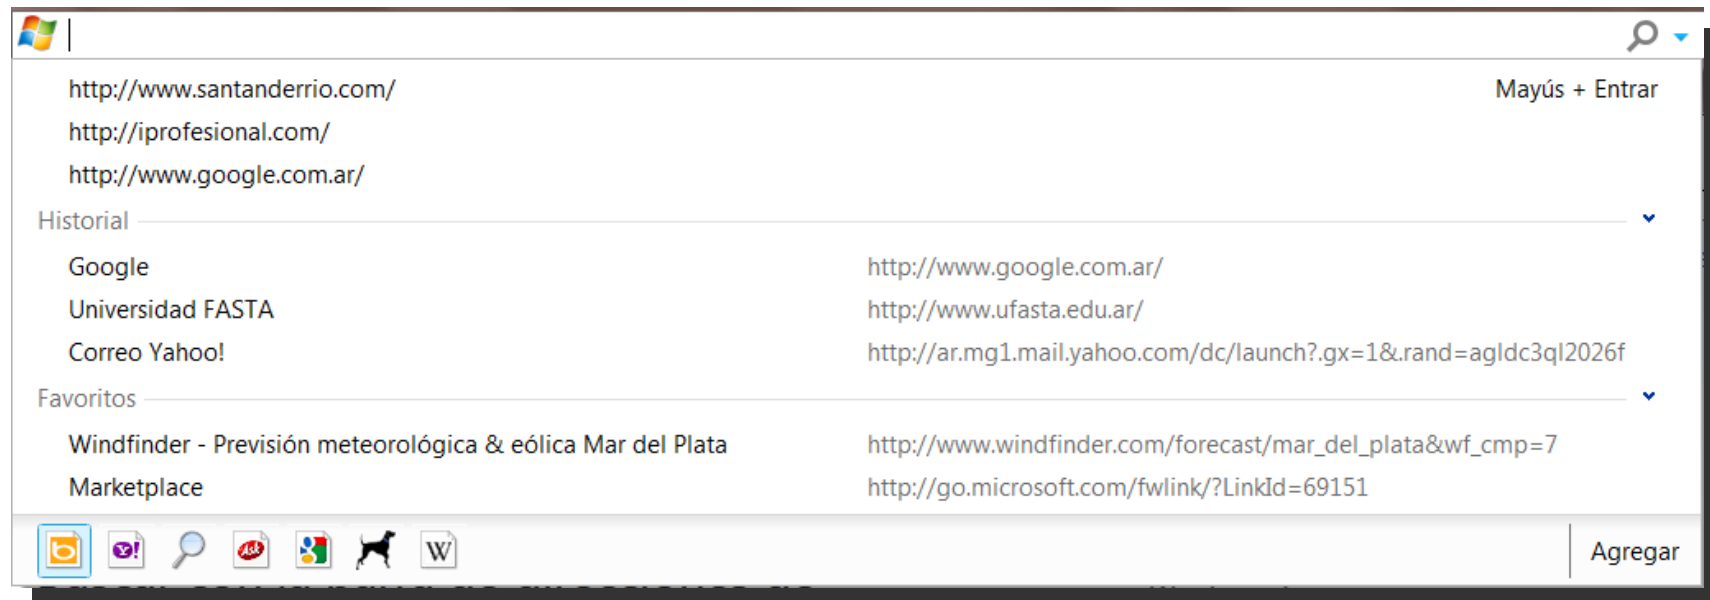 http://www.santanderrio.com/ Mayús + Entrar
http://iprofesional.com/
http://www.google.com.ar/
Historial
Google http://www.google.com.ar/
Universidad FASTA http://www.ufasta.edu.ar/
Correo Yahoo! http://ar.mg1.mail.yahoo.com/dc/launch?.gx=1&.rand=agldc3ql2026f
Favoritos
Windfinder - Previsión meteorológica & eólica Mar del Plata http://www.windfinder.com/forecast/mar_del_plata&wf_cmp=7
Marketplace http://go.microsoft.com/fwlink/?LinkId=69151
b Y! Ask g W Agregar